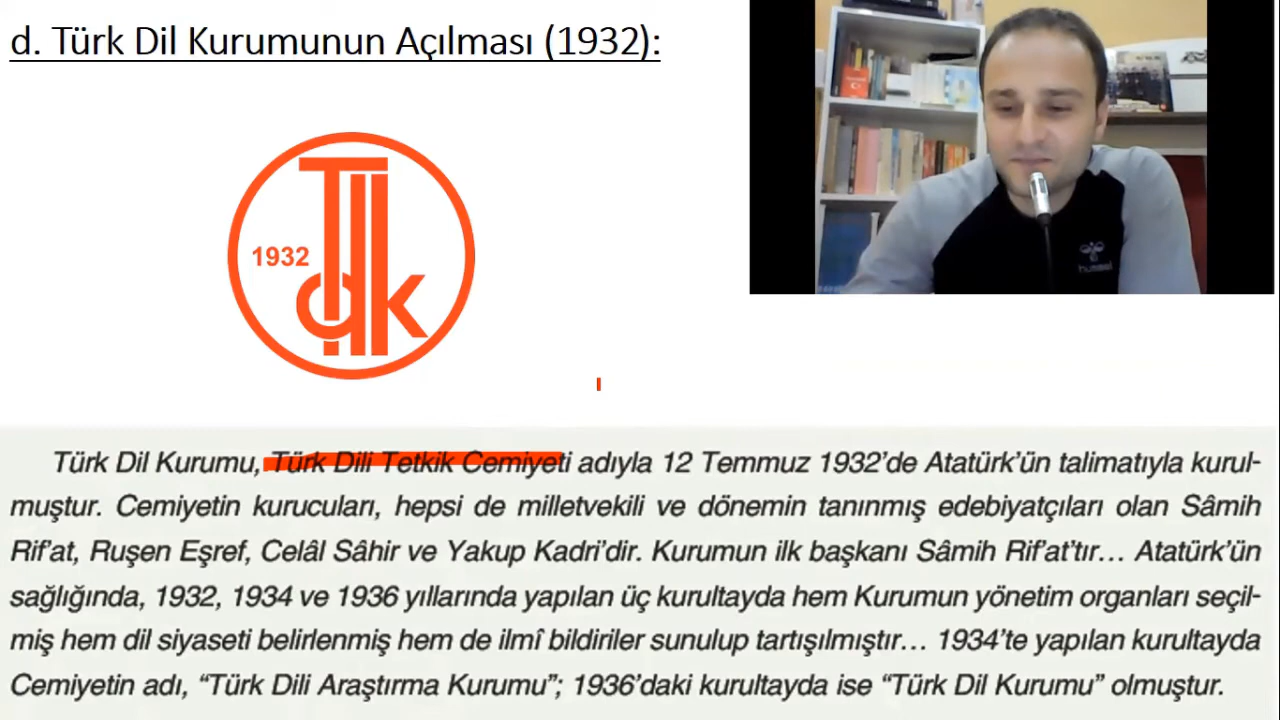 d. Türk Dil Kurumunun Açılması (1932):
1932
Tdk
hummel
Türk Dil Kurumu, Türk Dili Tetkik Cemiyeti adıyla 12 Temmuz 1932’de Atatürk’ün talimatıyla kurul-
muştur. Cemiyetin kurucuları, hepsi de milletvekili ve dönemin tanınmış edebiyatçıları olan Sâmih
Rif’at, Ruşen Eşref, Celâl Sâhir ve Yakup Kadri’dir. Kurumun ilk başkanı Sâmih Rif’at’tır… Atatürk’ün
sağlığında, 1932, 1934 ve 1936 yıllarında yapılan üç kurultayda hem Kurumun yönetim organları seçil-
miş hem dil siyaseti belirlenmiş hem de ilmî bildiriler sunulup tartışılmıştır… 1934’te yapılan kurultayda
Cemiyetin adı, “Türk Dili Araştırma Kurumu”; 1936’daki kurultayda ise “Türk Dil Kurumu” olmuştur.